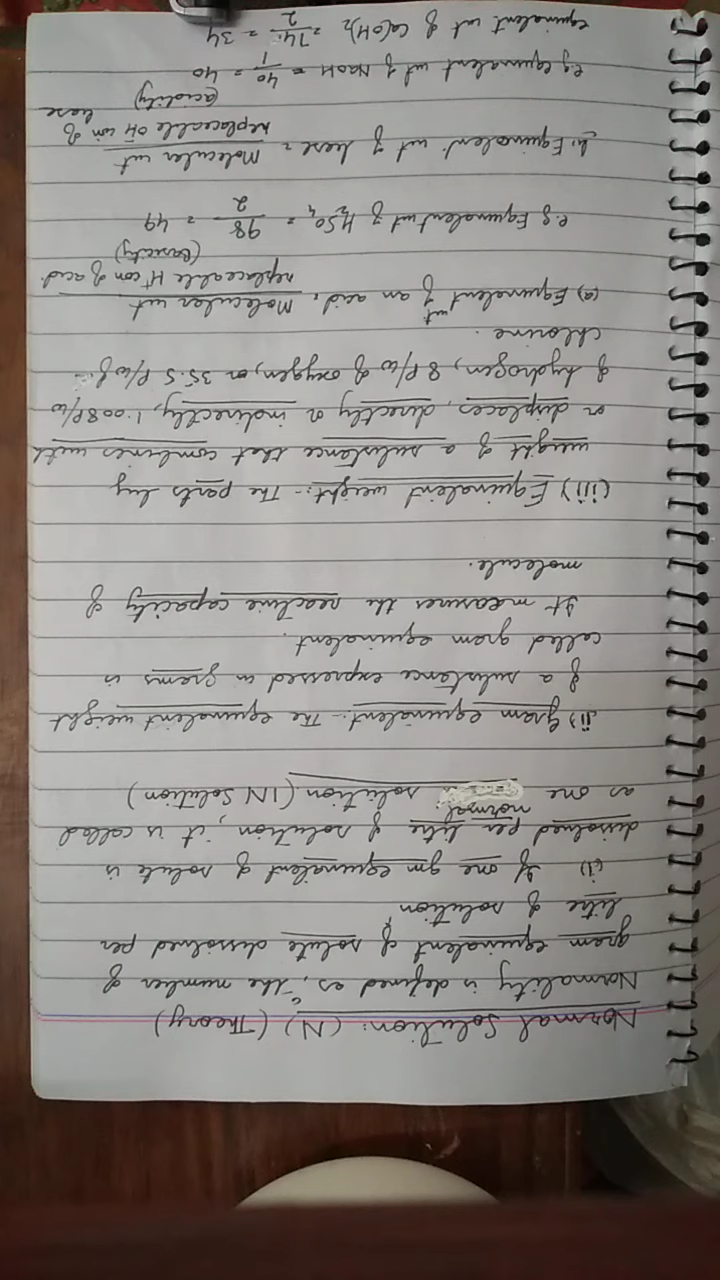 Normal Solution: (N) (Theory)
Normality is defined as, "the number of
gram equivalent of solute dissolved per
litre of solution"
(i) If one gm equivalent of solute is
dissolved per litre of solution, it is called
as one normal solution (1N Solution)
ii) Gram equivalent:- The equivalent weight
of a substance expressed in grams is
called gram equivalent.
It measures the reactive capacity of
molecule.
(iii) Equivalent weight:- The parts by
weight of a substance that combines with
or displaces, directly or indirectly, 1.008 P/w
of hydrogen, 8 P/w of oxygen, or 35.5 P/w of
chlorine.
(a) Equivalent wt of an acid = Molecular wt
replaceable H+ con of acid
(basicity)
e.g Equivalent wt of H2SO4 = 98/2 = 49
b. Equivalent wt of base = Molecular wt
replaceable OH ion of base
(acidity)
eg equivalent wt of NaOH = 40/1 = 40
equivalent wt of Ca(OH)2 = 74/2 = 34